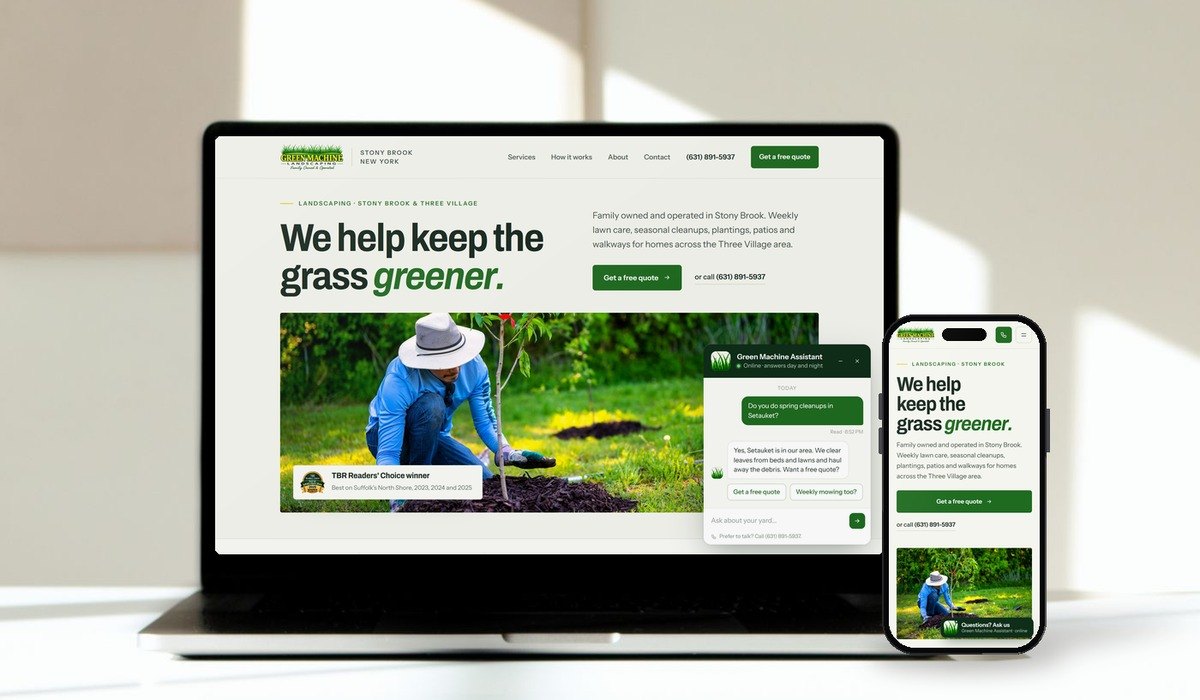 GREEN MACHINE
LANDSCAPING
Family Owned & Operated
STONY BROOK
NEW YORK
Services
How it works
About
Contact
(631) 891-5937
Get a free quote
LANDSCAPING · STONY BROOK & THREE VILLAGE
We help keep the
grass greener.
Family owned and operated in Stony Brook. Weekly
lawn care, seasonal cleanups, plantings, patios and
walkways for homes across the Three Village area.
Get a free quote →
or call (631) 891-5937
TBR Readers' Choice winner
Best on Suffolk's North Shore, 2023, 2024 and 2025
Green Machine Assistant
Online · answers day and night
TODAY
Do you do spring cleanups in
Setauket?
Read · 8:52 PM
Yes, Setauket is in our area. We clear
leaves from beds and lawns and haul
away the debris. Want a free quote?
Get a free quote
Weekly mowing too?
Ask about your yard...
Prefer to talk? Call (631) 891-5937
GREEN MACHINE
LANDSCAPING · STONY BROOK
We help
keep the
grass greener.
Family owned and operated in Stony Brook.
Weekly lawn care, seasonal cleanups,
plantings, patios and walkways for homes
across the Three Village area.
Get a free quote →
or call (631) 891-5937
Questions? Ask us
Green Machine Assistant · online